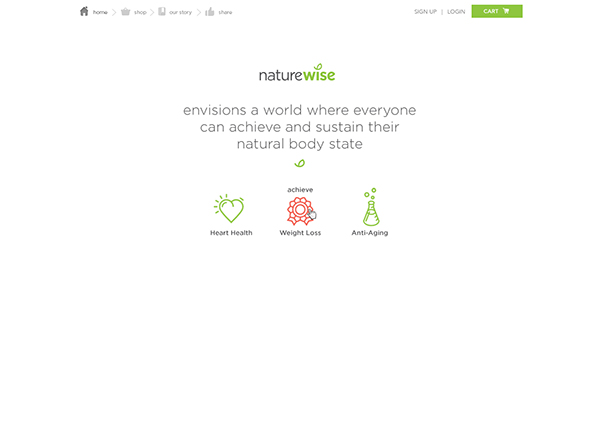 home shop our story share SIGN UP | LOGIN CART
naturewise
envisions a world where everyone
can achieve and sustain their
natural body state
achieve
Heart Health Weight Loss Anti-Aging